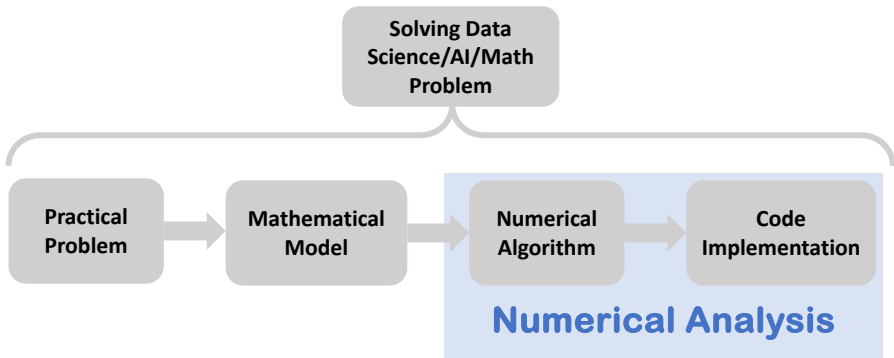 Solving Data
Science/AI/Math
Problem
Practical
Problem
Mathematical
Model
Numerical
Algorithm
Code
Implementation
Numerical Analysis